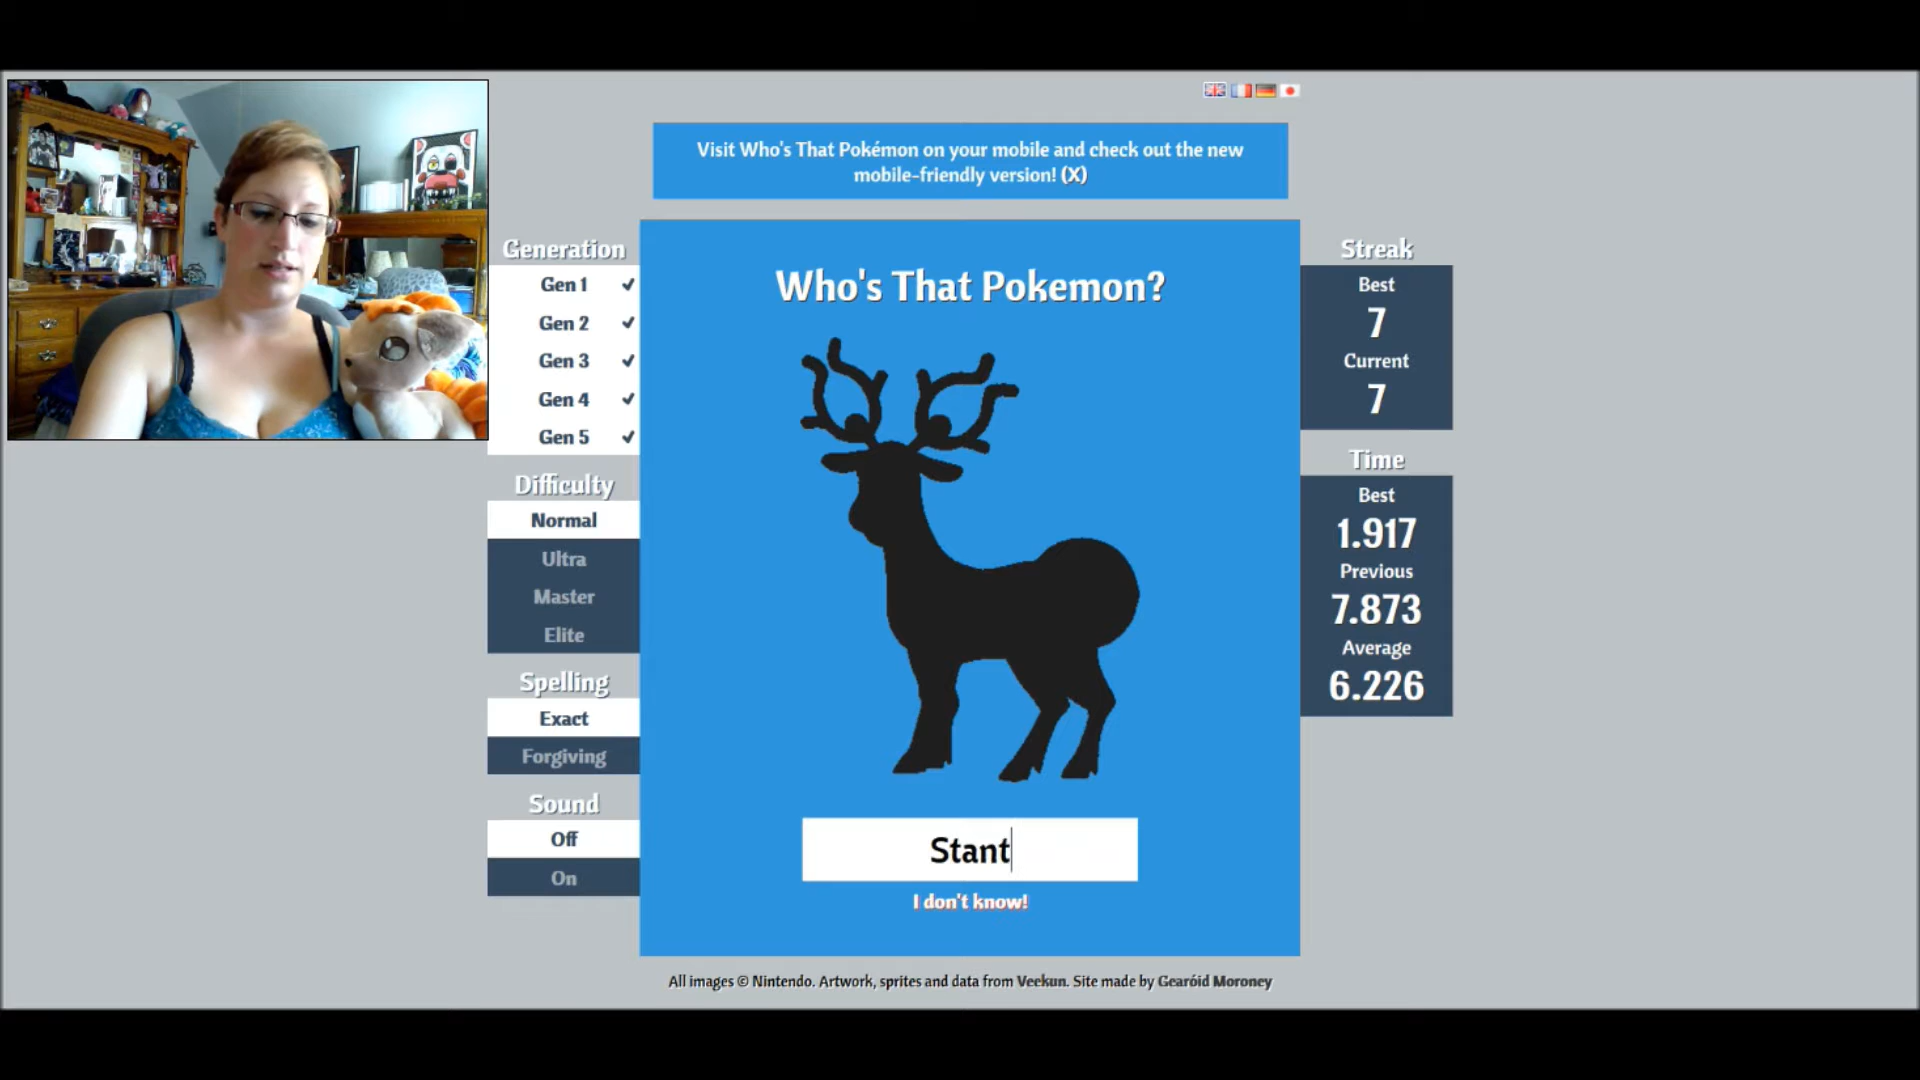 Visit Who's That Pokémon on your mobile and check out the new
mobile-friendly version! (X)
Generation
Gen 1 ✓
Gen 2 ✓
Gen 3 ✓
Gen 4 ✓
Gen 5 ✓
Difficulty
Normal
Ultra
Master
Elite
Spelling
Exact
Forgiving
Sound
Off
On
Who's That Pokemon?
Stant
I don't know!
Streak
Best
7
Current
7
Time
Best
1.917
Previous
7.873
Average
6.226
All images © Nintendo. Artwork, sprites and data from Veekun. Site made by Gearóid Moroney